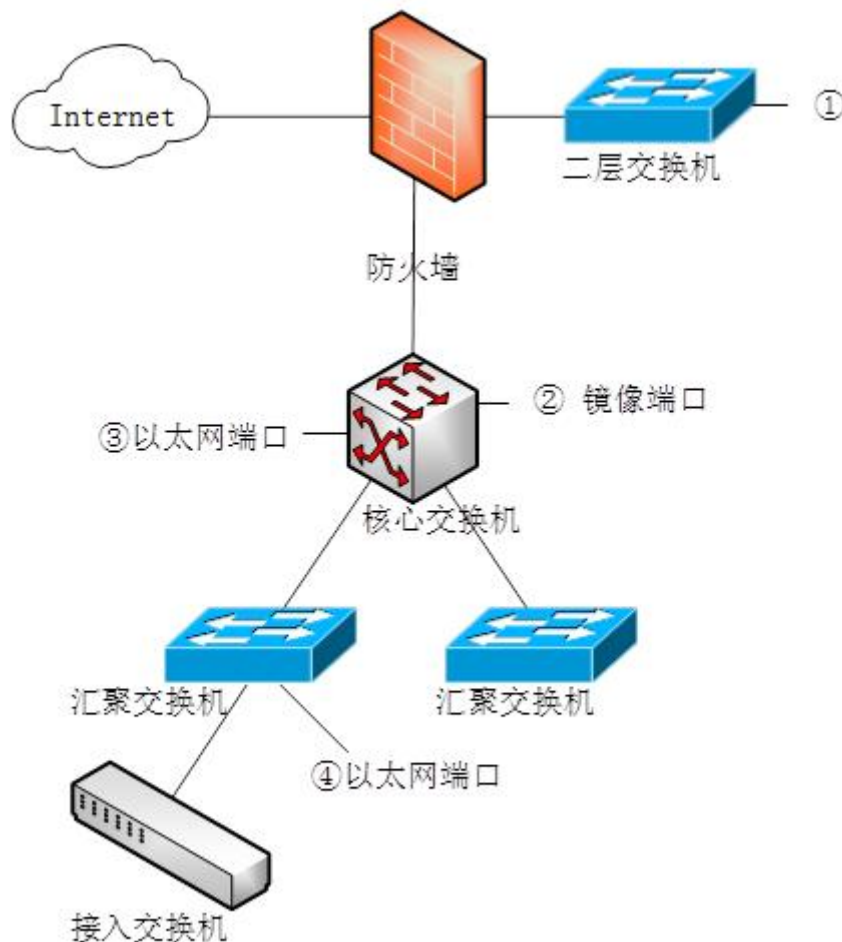 Internet
①
二层交换机
防火墙
② 镜像端口
③以太网端口
核心交换机
汇聚交换机
汇聚交换机
④以太网端口
接入交换机